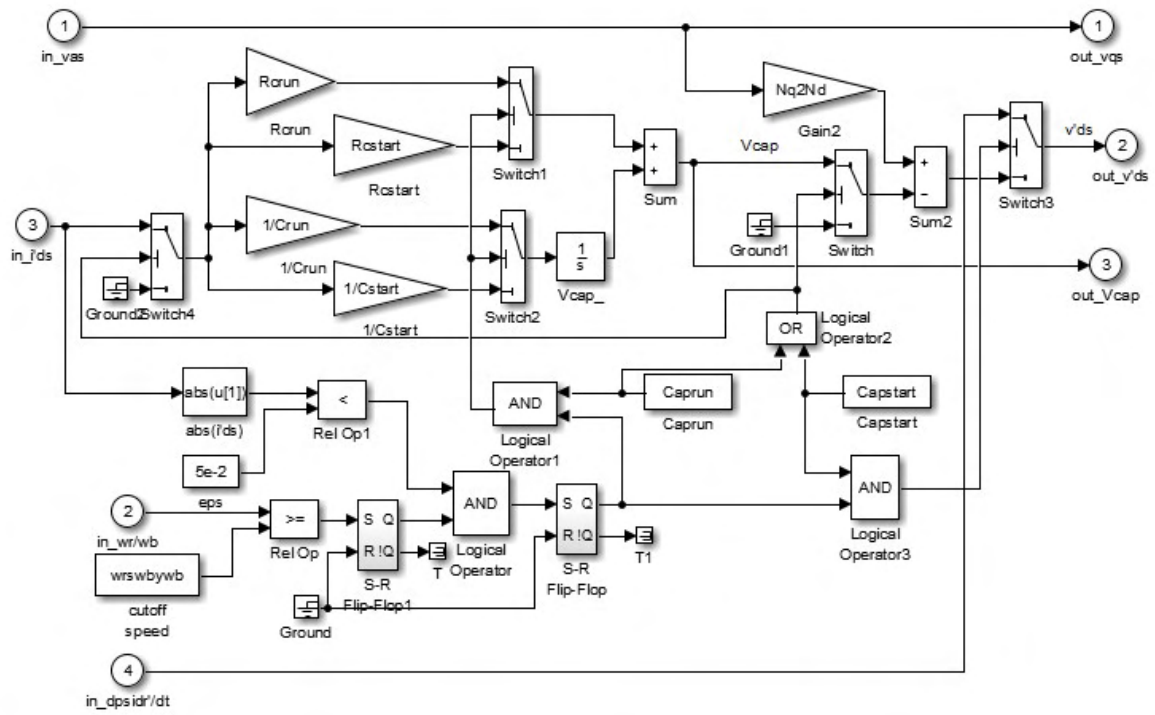 1
in_vas
1
out_vqs
Rcrun
Rcrun
Rcstart
Rcstart
Switch1
Nq2Nd
Gain2
+
+
Sum
Vcap
+
−
Sum2
v'ds
2
out_v'ds
Switch3
3
in_i'ds
1/Crun
1/Crun
1/Cstart
1/Cstart
Switch2
1
s
Vcap_
Ground1
Switch
Ground2
Switch4
3
out_Vcap
OR
Logical
Operator2
abs(u[1])
abs(i'ds)
<
Rel Op1
AND
Logical
Operator1
Caprun
Caprun
Capstart
Capstart
5e-2
eps
2
in_wr/wb
>=
Rel Op
S Q
R !Q
S-R
Flip-Flop1
T
AND
Logical
Operator
S Q
R !Q
S-R
Flip-Flop
T1
AND
Logical
Operator3
wrswbywb
cutoff
speed
Ground
4
in_dpsidr'/dt